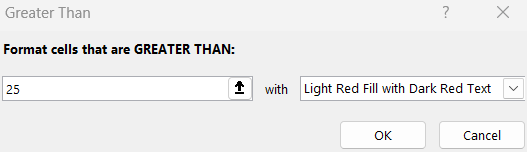 Greater Than
Format cells that are GREATER THAN:
25 with Light Red Fill with Dark Red Text
OK Cancel